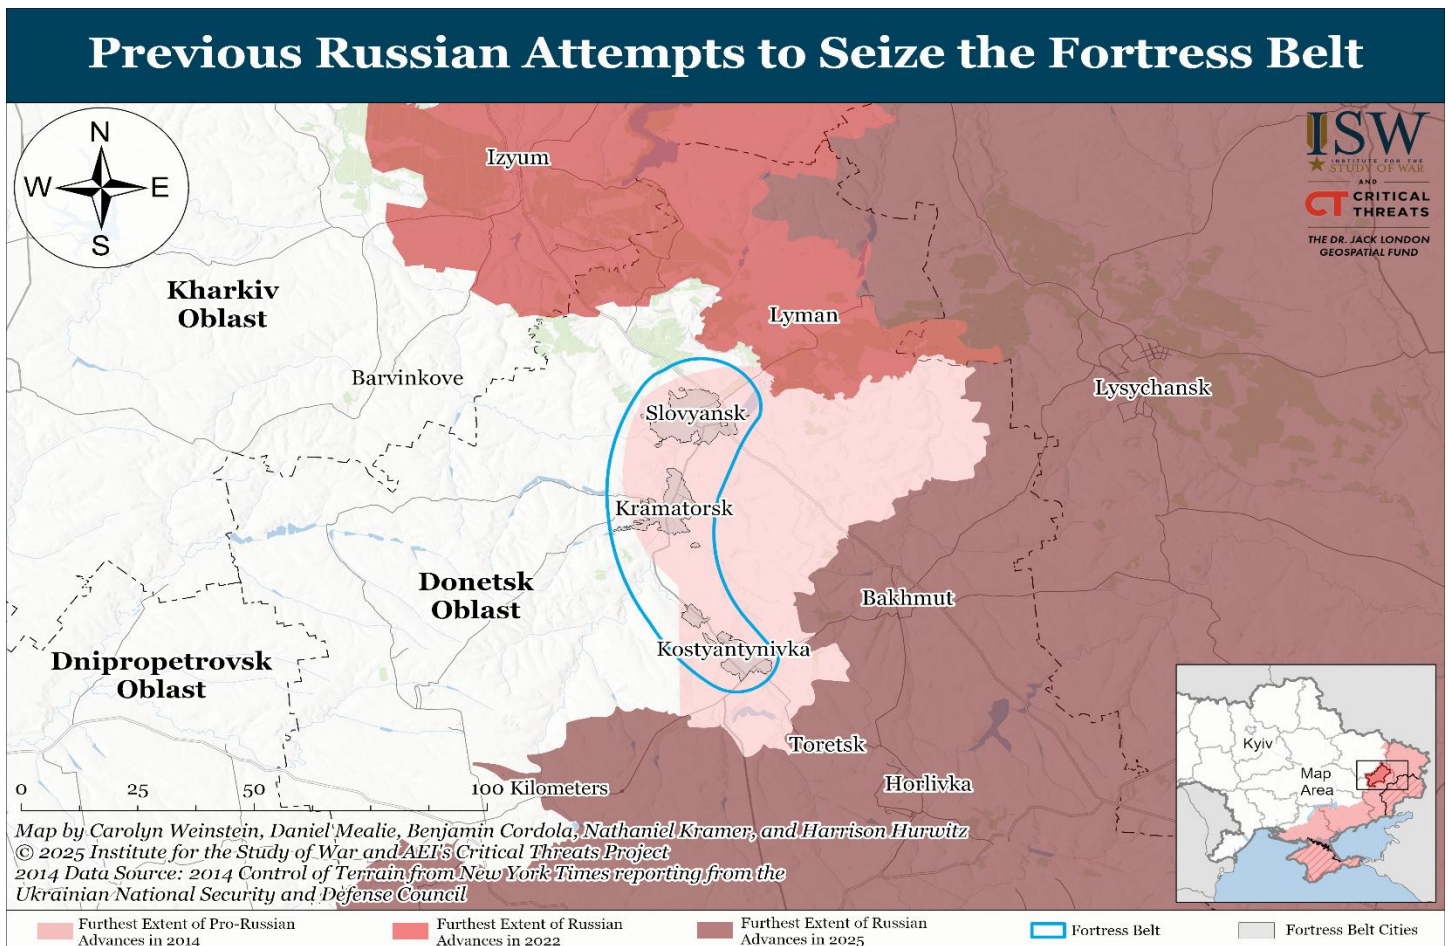 Previous Russian Attempts to Seize the Fortress Belt
N
W
E
S
ISW
INSTITUTE FOR THE
STUDY OF WAR
AND
CT CRITICAL
THREATS
THE DR. JACK LONDON
GEOSPATIAL FUND
Izyum
Kharkiv
Oblast
Lyman
Barvinkove
Lysychansk
Slovyansk
Kramatorsk
Donetsk
Oblast
Bakhmut
Dnipropetrovsk
Oblast
Kostyantynivka
Toretsk
Horlivka
Kyiv
Map
Area
0 25 50 100 Kilometers
Map by Carolyn Weinstein, Daniel Mealie, Benjamin Cordola, Nathaniel Kramer, and Harrison Hurwitz
© 2025 Institute for the Study of War and AEI's Critical Threats Project
2014 Data Source: 2014 Control of Terrain from New York Times reporting from the
Ukrainian National Security and Defense Council
Furthest Extent of Pro-Russian
Advances in 2014
Furthest Extent of Russian
Advances in 2022
Furthest Extent of Russian
Advances in 2025
Fortress Belt
Fortress Belt Cities